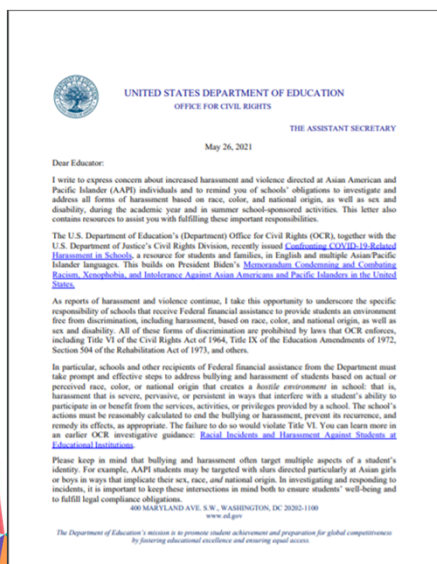 UNITED STATES DEPARTMENT OF EDUCATION
OFFICE FOR CIVIL RIGHTS
THE ASSISTANT SECRETARY
May 26, 2021
Dear Educator:
I write to express concern about increased harassment and violence directed at Asian American and
Pacific Islander (AAPI) individuals and to remind you of schools' obligations to investigate and
address all forms of harassment based on race, color, and national origin, as well as sex and
disability, during the academic year and in summer school-sponsored activities. This letter also
contains resources to assist you with fulfilling these important responsibilities.
The U.S. Department of Education's (Department) Office for Civil Rights (OCR), together with the
U.S. Department of Justice's Civil Rights Division, recently issued Confronting COVID-19-Related
Harassment in Schools, a resource for students and families, in English and multiple Asian/Pacific
Islander languages. This builds on President Biden's Memorandum Condemning and Combating
Racism, Xenophobia, and Intolerance Against Asian Americans and Pacific Islanders in the United
States.
As reports of harassment and violence continue, I take this opportunity to underscore the specific
responsibility of schools that receive Federal financial assistance to provide students an environment
free from discrimination, including harassment, based on race, color, and national origin, as well as
sex and disability. All of these forms of discrimination are prohibited by laws that OCR enforces,
including Title VI of the Civil Rights Act of 1964, Title IX of the Education Amendments of 1972,
Section 504 of the Rehabilitation Act of 1973, and others.
In particular, schools and other recipients of Federal financial assistance from the Department must
take prompt and effective steps to address bullying and harassment of students based on actual or
perceived race, color, or national origin that creates a hostile environment in school: that is,
harassment that is severe, pervasive, or persistent in ways that interfere with a student's ability to
participate in or benefit from the services, activities, or privileges provided by a school. The school's
actions must be reasonably calculated to end the bullying or harassment, prevent its recurrence, and
remedy its effects, as appropriate. The failure to do so would violate Title VI. You can learn more in
an earlier OCR investigative guidance: Racial Incidents and Harassment Against Students at
Educational Institutions.
Please keep in mind that bullying and harassment often target multiple aspects of a student's
identity. For example, AAPI students may be targeted with slurs directed particularly at Asian girls
or boys in ways that implicate their sex, race, and national origin. In investigating and responding to
incidents, it is important to keep these intersections in mind both to ensure students' well-being and
to fulfill legal compliance obligations.
400 MARYLAND AVE. S.W., WASHINGTON, DC 20202-1100
www.ed.gov
The Department of Education's mission is to promote student achievement and preparation for global competitiveness
by fostering educational excellence and ensuring equal access.